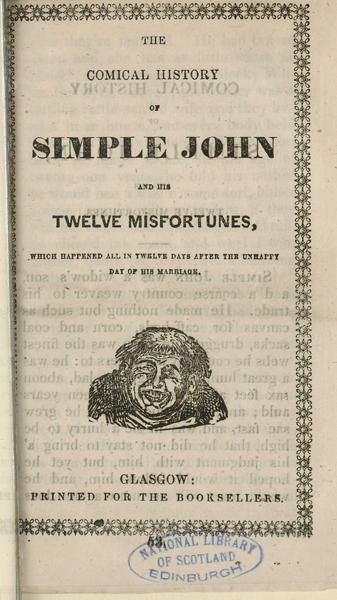 THE
COMICAL HISTORY
OF
SIMPLE JOHN
AND HIS
TWELVE MISFORTUNES,
WHICH HAPPENED ALL IN TWELVE DAYS AFTER THE UNHAPPY
DAY OF HIS MARRIAGE.
GLASGOW:
PRINTED FOR THE BOOKSELLERS.
53.
NATIONAL LIBRARY
OF SCOTLAND
EDINBURGH